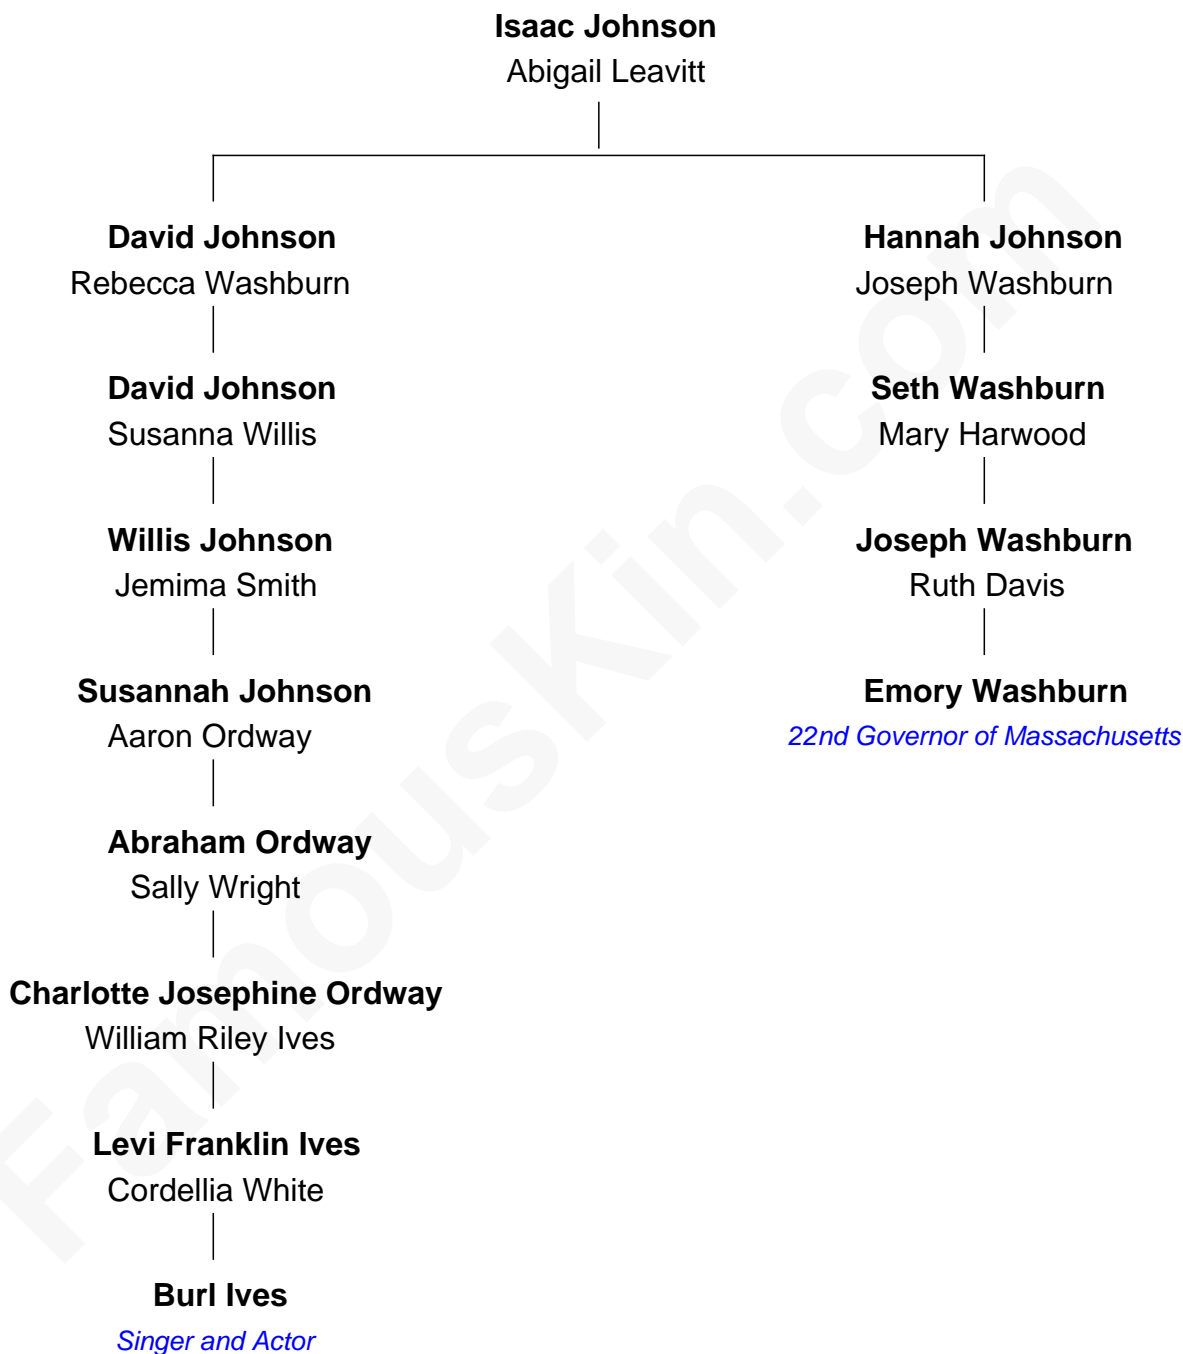 Isaac Johnson
Abigail Leavitt
David Johnson
Rebecca Washburn
Hannah Johnson
Joseph Washburn
David Johnson
Susanna Willis
Seth Washburn
Mary Harwood
Willis Johnson
Jemima Smith
Joseph Washburn
Ruth Davis
Susannah Johnson
Aaron Ordway
Emory Washburn
22nd Governor of Massachusetts
Abraham Ordway
Sally Wright
Charlotte Josephine Ordway
William Riley Ives
Levi Franklin Ives
Cordellia White
Burl Ives
Singer and Actor
FamousKin.com